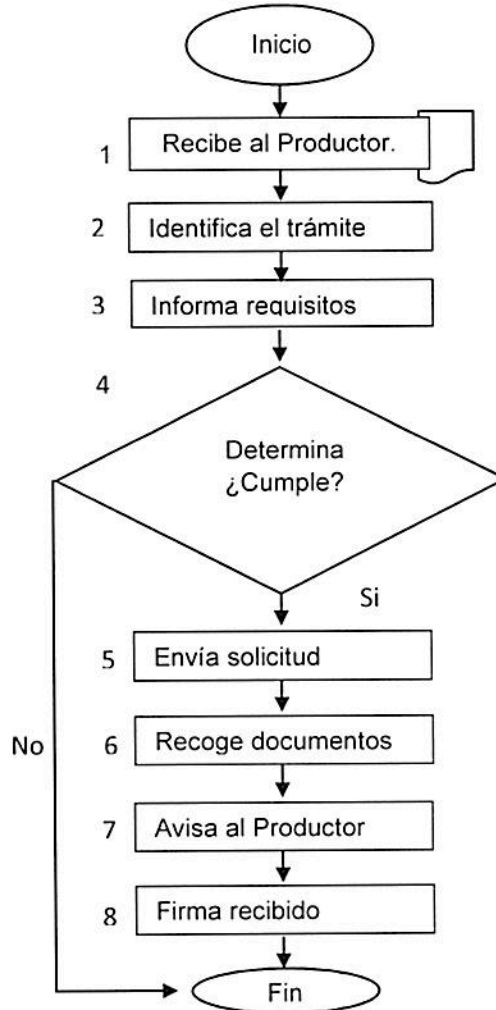 Inicio
1 Recibe al Productor.
2 Identifica el trámite
3 Informa requisitos
4
Determina
¿Cumple?
Si
5 Envía solicitud
No
6 Recoge documentos
7 Avisa al Productor
8 Firma recibido
Fin